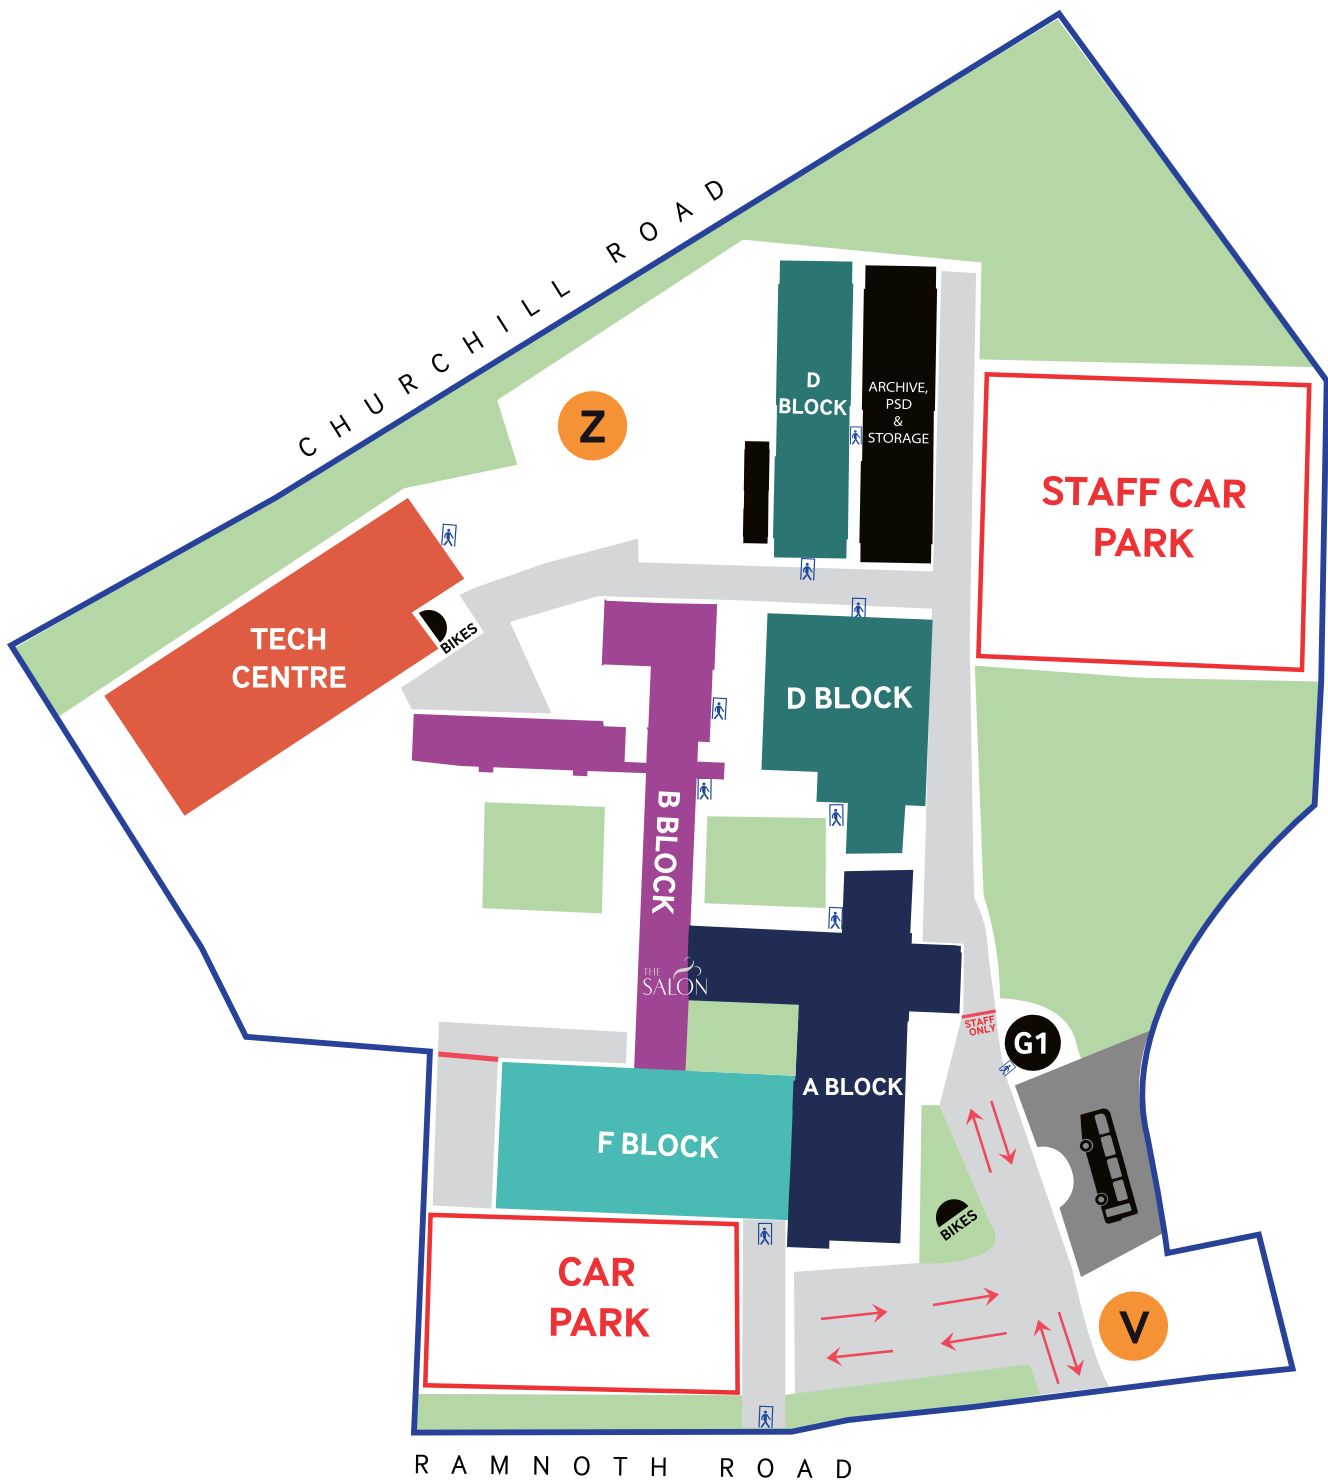 CHURCHILL ROAD
D
BLOCK
ARCHIVE,
PSD
&
STORAGE
Z
STAFF CAR
PARK
TECH
CENTRE
BIKES
D BLOCK
B BLOCK
THE
SALON
STAFF
ONLY
G1
A BLOCK
F BLOCK
BIKES
CAR
PARK
V
RAMNOTH ROAD